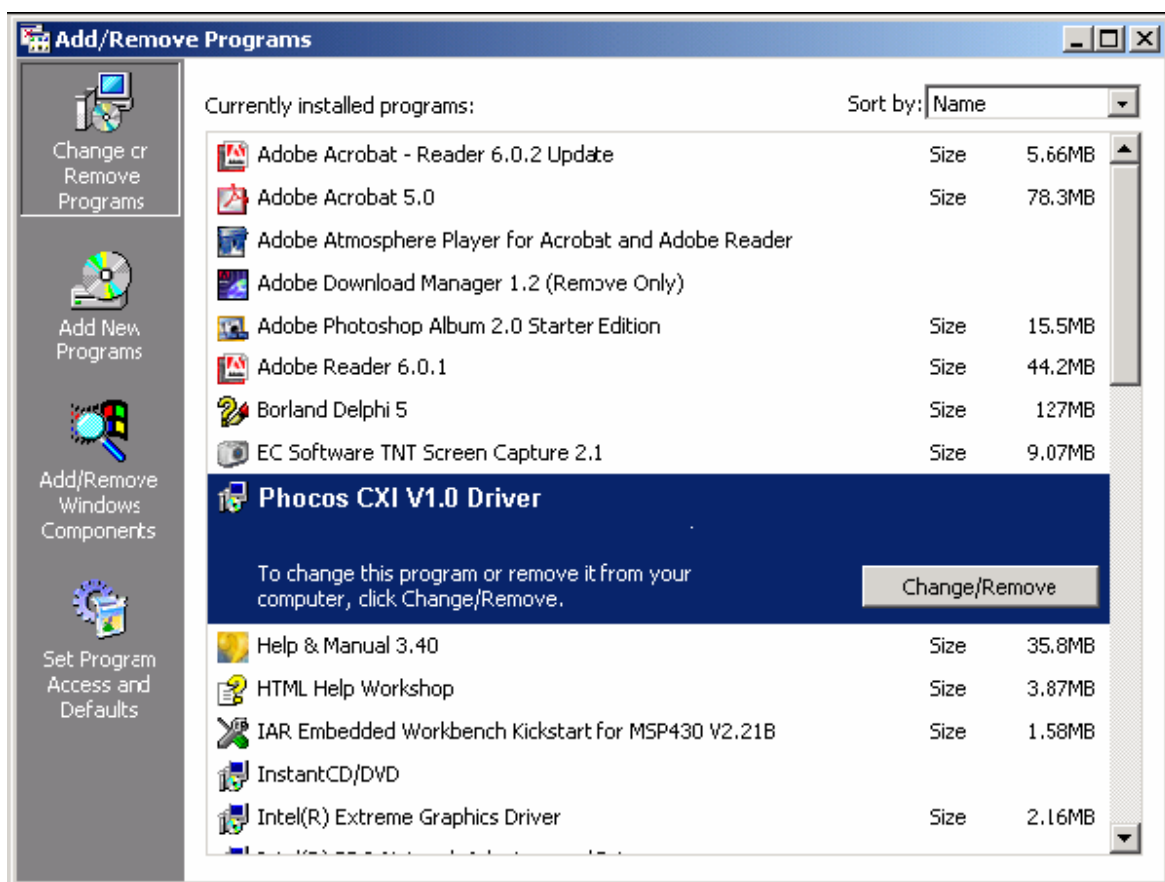 Add/Remove Programs
Change or
Remove
Programs
Add New
Programs
Add/Remove
Windows
Components
Set Program
Access and
Defaults
Currently installed programs:
Sort by: Name
Adobe Acrobat - Reader 6.0.2 Update Size 5.66MB
Adobe Acrobat 5.0 Size 78.3MB
Adobe Atmosphere Player for Acrobat and Adobe Reader
Adobe Download Manager 1.2 (Remove Only)
Adobe Photoshop Album 2.0 Starter Edition Size 15.5MB
Adobe Reader 6.0.1 Size 44.2MB
Borland Delphi 5 Size 127MB
EC Software TNT Screen Capture 2.1 Size 9.07MB
Phocos CXI V1.0 Driver
To change this program or remove it from your
computer, click Change/Remove.
Change/Remove
Help & Manual 3.40 Size 35.8MB
HTML Help Workshop Size 3.87MB
IAR Embedded Workbench Kickstart for MSP430 V2.21B Size 1.58MB
InstantCD/DVD
Intel(R) Extreme Graphics Driver Size 2.16MB